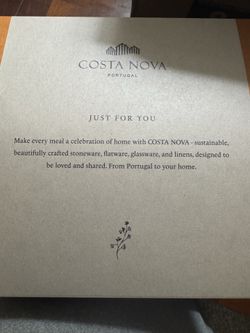 COSTA NOVA
PORTUGAL
JUST FOR YOU
Make every meal a celebration of home with COSTA NOVA - sustainable,
beautifully crafted stoneware, flatware, glassware, and linens, designed to
be loved and shared. From Portugal to your home.